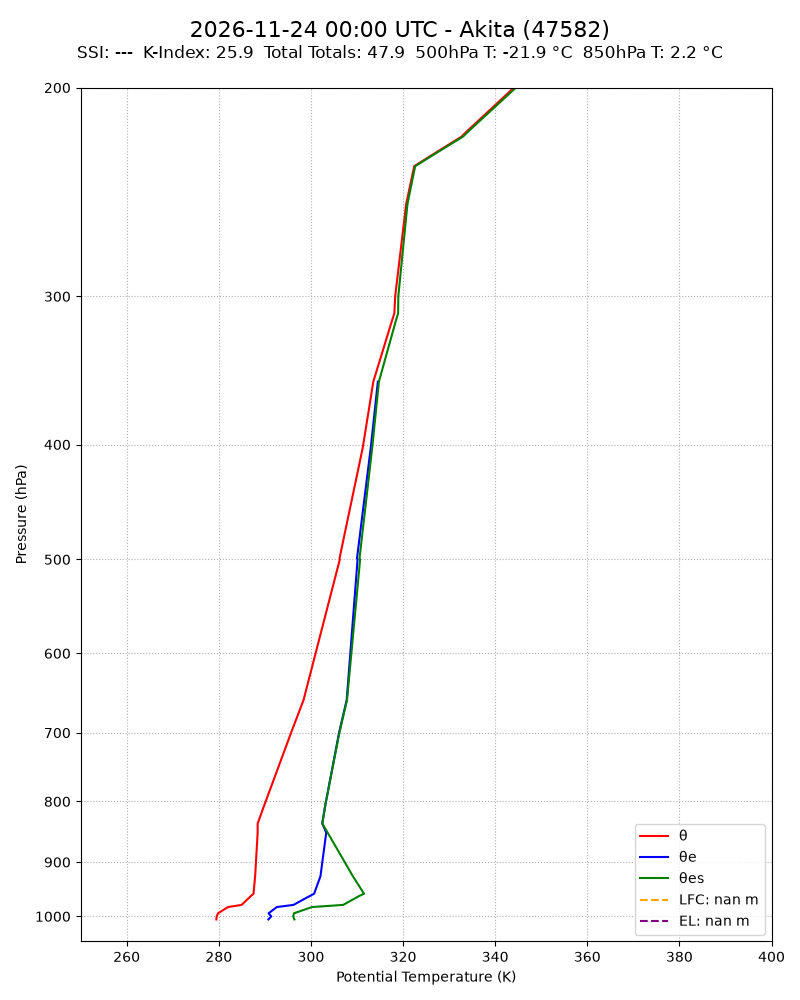 2026-11-24 00:00 UTC - Akita (47582)
SSI: ---  K-Index: 25.9  Total Totals: 47.9  500hPa T: -21.9 °C  850hPa T: 2.2 °C
200
300
400
500
600
700
800
900
1000
Pressure (hPa)
θ
θe
θes
LFC: nan m
EL: nan m
260
280
300
320
340
360
380
400
Potential Temperature (K)